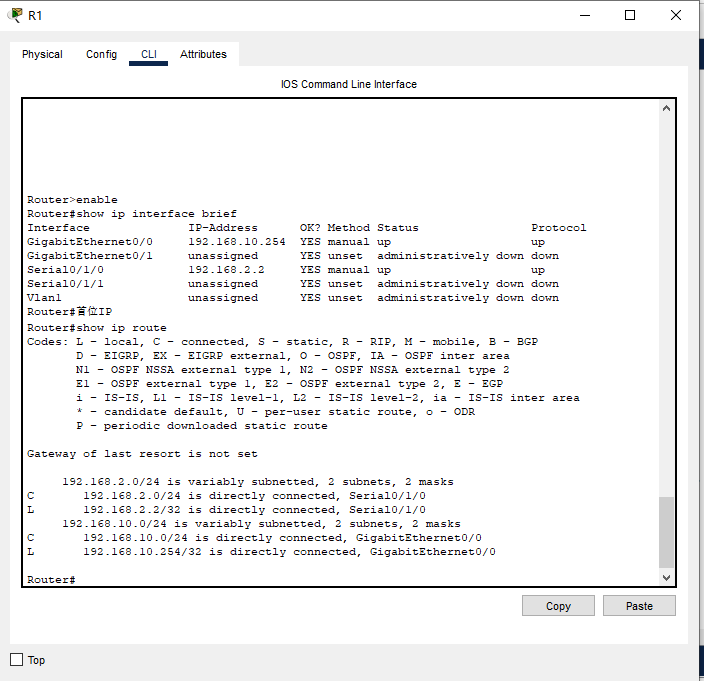 R1
Physical Config CLI Attributes
IOS Command Line Interface
Router>enable
Router#show ip interface brief
Interface IP-Address OK? Method Status Protocol
GigabitEthernet0/0 192.168.10.254 YES manual up up
GigabitEthernet0/1 unassigned YES unset administratively down down
Serial0/1/0 192.168.2.2 YES manual up up
Serial0/1/1 unassigned YES unset administratively down down
Vlan1 unassigned YES unset administratively down down
Router#首位IP
Router#show ip route
Codes: L - local, C - connected, S - static, R - RIP, M - mobile, B - BGP
D - EIGRP, EX - EIGRP external, O - OSPF, IA - OSPF inter area
N1 - OSPF NSSA external type 1, N2 - OSPF NSSA external type 2
E1 - OSPF external type 1, E2 - OSPF external type 2, E - EGP
i - IS-IS, L1 - IS-IS level-1, L2 - IS-IS level-2, ia - IS-IS inter area
* - candidate default, U - per-user static route, o - ODR
P - periodic downloaded static route
Gateway of last resort is not set
192.168.2.0/24 is variably subnetted, 2 subnets, 2 masks
C 192.168.2.0/24 is directly connected, Serial0/1/0
L 192.168.2.2/32 is directly connected, Serial0/1/0
192.168.10.0/24 is variably subnetted, 2 subnets, 2 masks
C 192.168.10.0/24 is directly connected, GigabitEthernet0/0
L 192.168.10.254/32 is directly connected, GigabitEthernet0/0
Router#
Copy Paste
Top